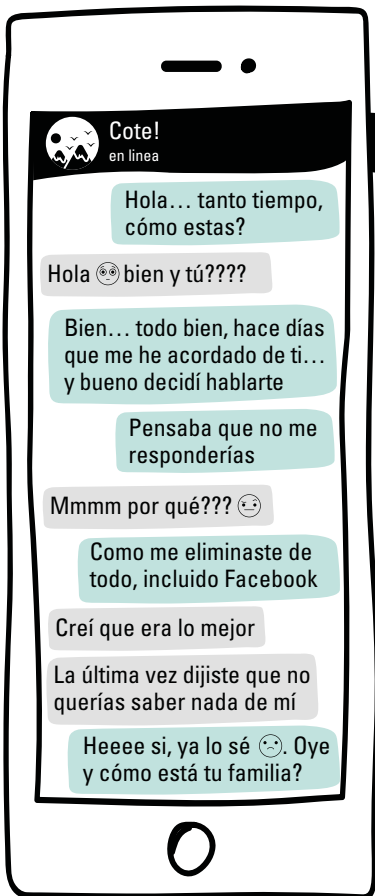 Cote!
en linea
Hola… tanto tiempo,
cómo estas?
Hola 😳 bien y tú????
Bien… todo bien, hace días
que me he acordado de ti…
y bueno decidí hablarte
Pensaba que no me
responderías
Mmmm por qué??? 🤨
Como me eliminaste de
todo, incluido Facebook
Creí que era lo mejor
La última vez dijiste que no
querías saber nada de mí
Heeee si, ya lo sé 🙁. Oye
y cómo está tu familia?